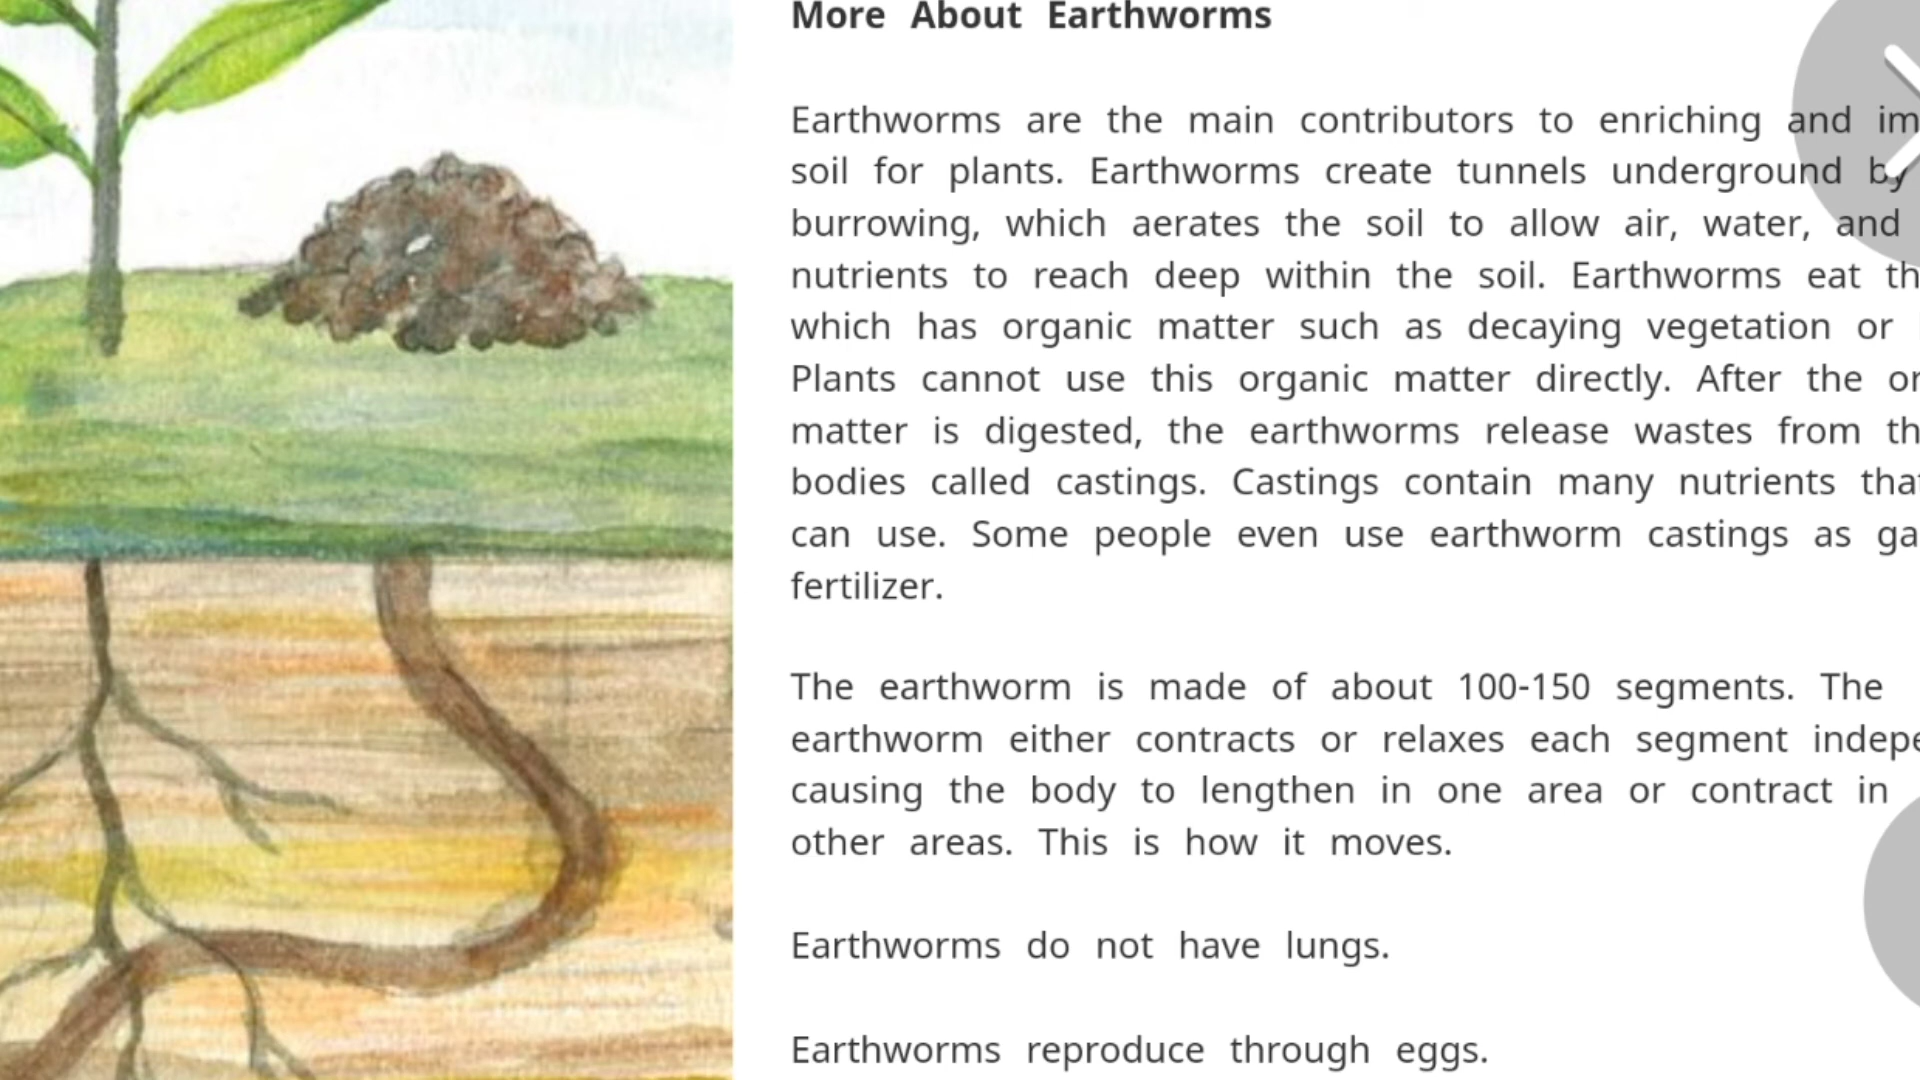 More About Earthworms
Earthworms are the main contributors to enriching and
soil for plants. Earthworms create tunnels underground by
burrowing, which aerates the soil to allow air, water, and
nutrients to reach deep within the soil. Earthworms eat
which has organic matter such as decaying vegetation or
Plants cannot use this organic matter directly. After the
matter is digested, the earthworms release wastes from
bodies called castings. Castings contain many nutrients
can use. Some people even use earthworm castings as
fertilizer.
The earthworm is made of about 100-150 segments. The
earthworm either contracts or relaxes each segment
causing the body to lengthen in one area or contract in
other areas. This is how it moves.
Earthworms do not have lungs.
Earthworms reproduce through eggs.